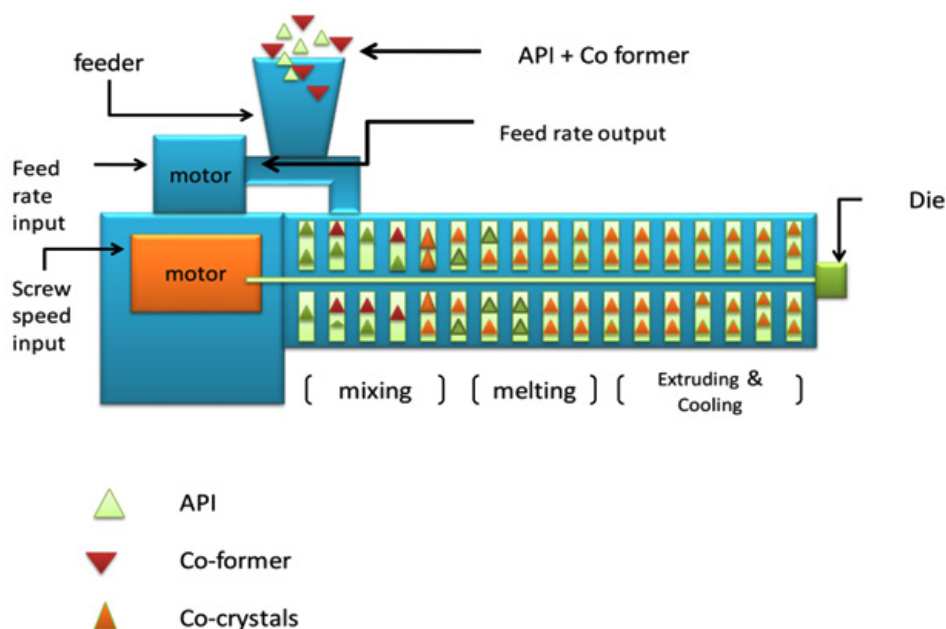 API + Co former
feeder
Feed rate output
Feed
rate
input
motor
Die
motor
Screw
speed
input
( mixing )
( melting )
( Extruding &
Cooling )
API
Co-former
Co-crystals